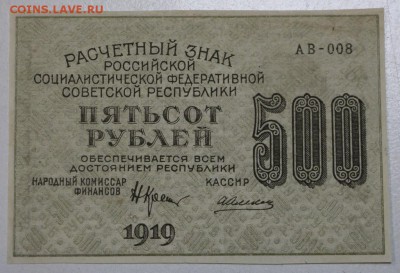 COINS.LAVE.RU
РАСЧЕТНЫЙ ЗНАК
РОССИЙСКОЙ
СОЦИАЛИСТИЧЕСКОЙ ФЕДЕРАТИВНОЙ
СОВЕТСКОЙ РЕСПУБЛИКИ
АВ-008
ПЯТЬСОТ
РУБЛЕЙ
500
ОБЕСПЕЧИВАЕТСЯ ВСЕМ
ДОСТОЯНИЕМ РЕСПУБЛИКИ
НАРОДНЫЙ КОМИССАР
ФИНАНСОВ
КАССИР
1919